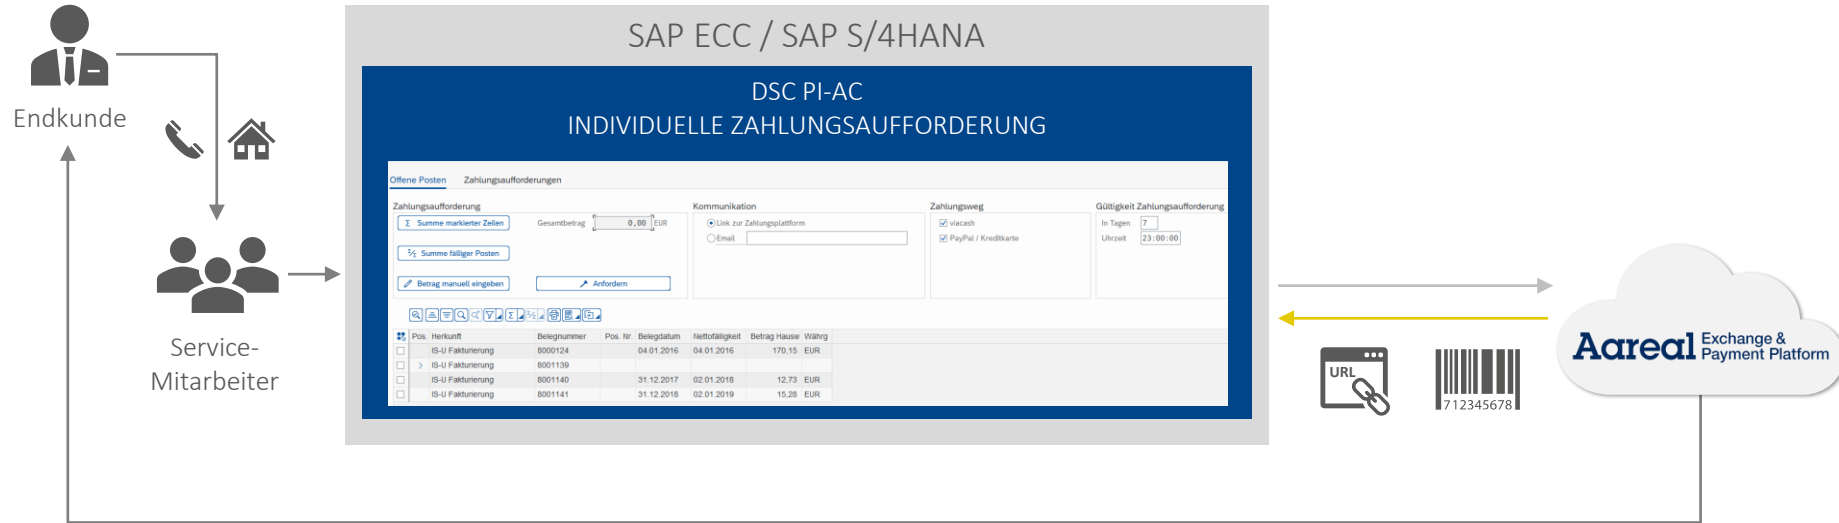 SAP ECC / SAP S/4HANA
DSC PI-AC
INDIVIDUELLE ZAHLUNGSAUFFORDERUNG
Endkunde
Service-
Mitarbeiter
Offene Posten Zahlungsaufforderungen
Zahlungsaufforderung Kommunikation Zahlungsweg Gültigkeit Zahlungsaufforderung
Σ Summe markierter Zeilen Gesamtbetrag 0,00 EUR Link zur Zahlungsplattform viacash In Tagen 7
Email PayPal / Kreditkarte Uhrzeit 23:00:00
Summe fälliger Posten
Betrag manuell eingeben Anfordern
Pos. Herkunft Belegnummer Pos. Nr. Belegdatum Nettofälligkeit Betrag Hausw Währg
IS-U Fakturierung 8000124 04.01.2016 04.01.2016 170,15 EUR
IS-U Fakturierung 8001139
IS-U Fakturierung 8001140 31.12.2017 02.01.2018 12,73 EUR
IS-U Fakturierung 8001141 31.12.2018 02.01.2019 15,28 EUR
URL
712345678
Aareal Exchange &
Payment Platform